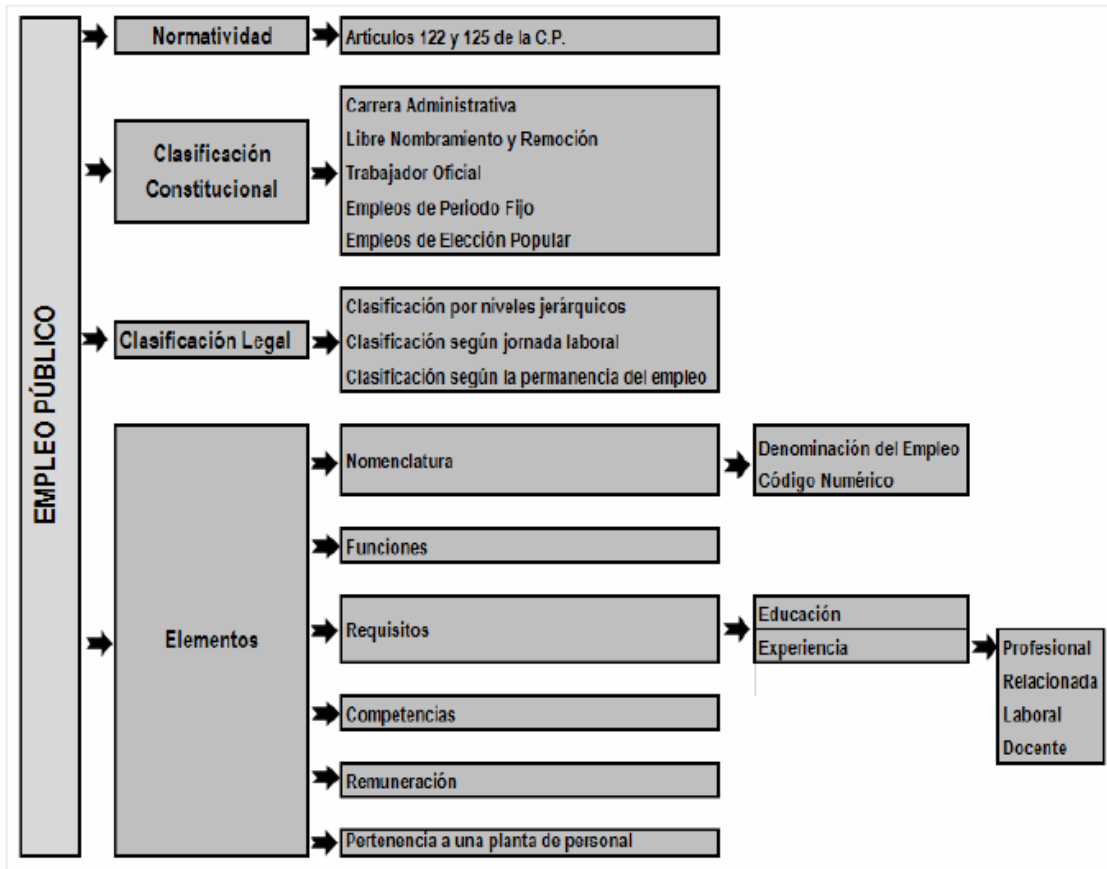 EMPLEO PÚBLICO
Normatividad
Artículos 122 y 125 de la C.P.
Clasificación
Constitucional
Carrera Administrativa
Libre Nombramiento y Remoción
Trabajador Oficial
Empleos de Periodo Fijo
Empleos de Elección Popular
Clasificación Legal
Clasificación por niveles jerárquicos
Clasificación según jornada laboral
Clasificación según la permanencia del empleo
Elementos
Nomenclatura
Denominación del Empleo
Código Numérico
Funciones
Requisitos
Educación
Experiencia
Profesional
Relacionada
Laboral
Docente
Competencias
Remuneración
Pertenencia a una planta de personal